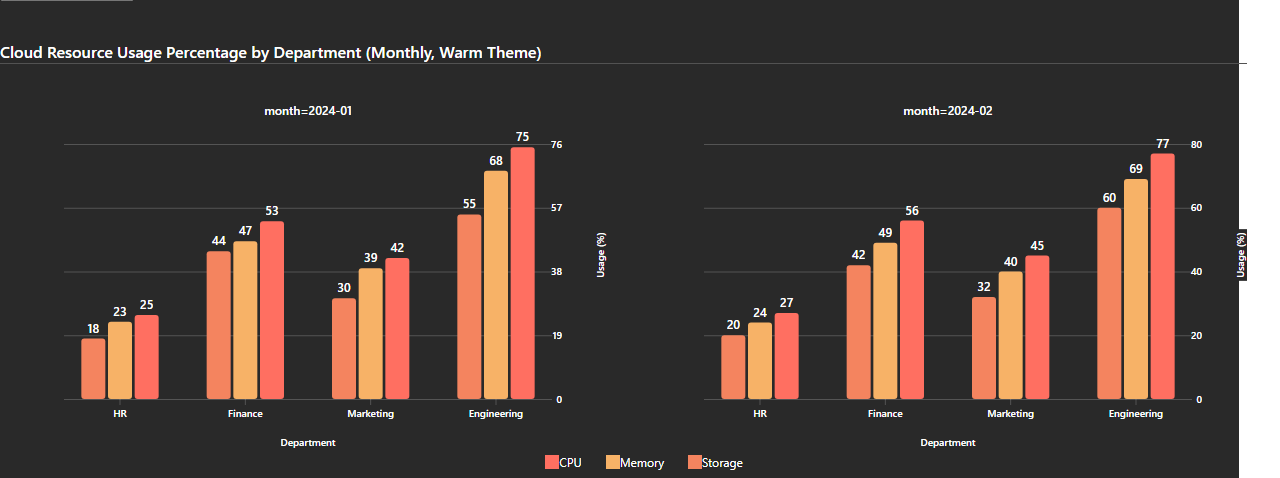 Cloud Resource Usage Percentage by Department (Monthly, Warm Theme)
month=2024-01
month=2024-02
75
76
68
55
57
53
47
44
42
39
38
30
25
23
18
19
0
Usage (%)
HR
Finance
Marketing
Engineering
Department
77
80
69
60
60
56
49
42
45
40
40
32
27
24
20
20
0
Usage (%)
HR
Finance
Marketing
Engineering
Department
CPU
Memory
Storage